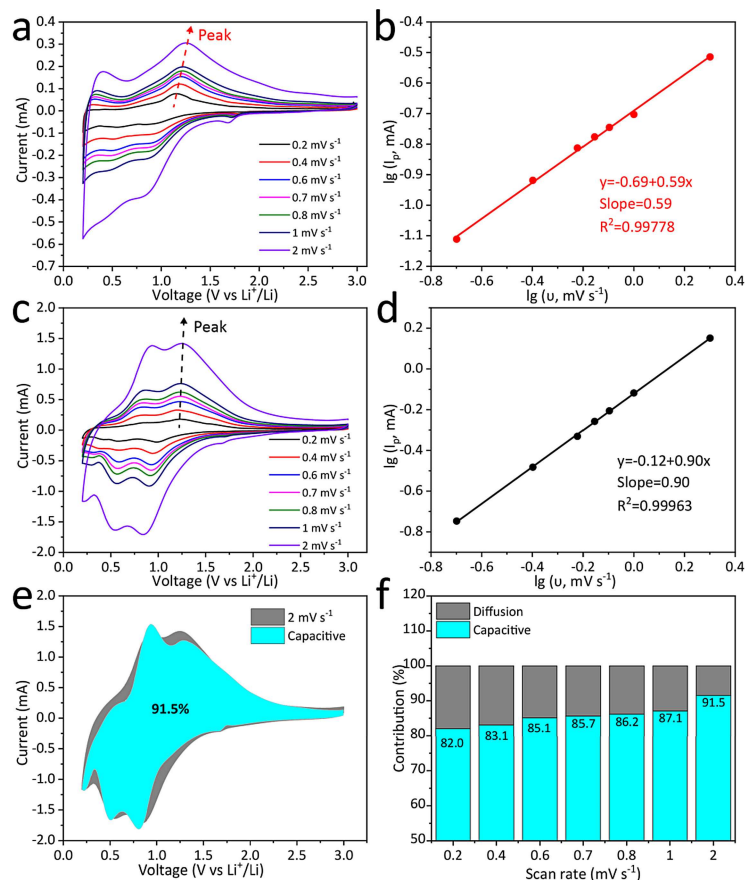 a
Peak
0.2 mV s⁻¹
0.4 mV s⁻¹
0.6 mV s⁻¹
0.7 mV s⁻¹
0.8 mV s⁻¹
1 mV s⁻¹
2 mV s⁻¹
0.4
0.3
0.2
0.1
0.0
-0.1
-0.2
-0.3
-0.4
-0.5
-0.6
-0.7
Current (mA)
0.0 0.5 1.0 1.5 2.0 2.5 3.0
Voltage (V vs Li⁺/Li)
b
-0.4
-0.5
-0.6
-0.7
-0.8
-0.9
-1.0
-1.1
-1.2
lg (Iₚ, mA)
y=-0.69+0.59x
Slope=0.59
R²=0.99778
-0.8 -0.6 -0.4 -0.2 0.0 0.2 0.4
lg (υ, mV s⁻¹)
c
Peak
0.2 mV s⁻¹
0.4 mV s⁻¹
0.6 mV s⁻¹
0.7 mV s⁻¹
0.8 mV s⁻¹
1 mV s⁻¹
2 mV s⁻¹
2.0
1.5
1.0
0.5
0.0
-0.5
-1.0
-1.5
-2.0
Current (mA)
0.0 0.5 1.0 1.5 2.0 2.5 3.0
Voltage (V vs Li⁺/Li)
d
0.2
0.0
-0.2
-0.4
-0.6
-0.8
lg (Iₚ, mA)
y=-0.12+0.90x
Slope=0.90
R²=0.99963
-0.8 -0.6 -0.4 -0.2 0.0 0.2 0.4
lg (υ, mV s⁻¹)
e
2 mV s⁻¹
Capacitive
91.5%
2.0
1.5
1.0
0.5
0.0
-0.5
-1.0
-1.5
-2.0
Current (mA)
0.0 0.5 1.0 1.5 2.0 2.5 3.0
Voltage (V vs Li⁺/Li)
f
Diffusion
Capacitive
120
110
100
90
80
70
60
50
Contribution (%)
82.0 83.1 85.1 85.7 86.2 87.1 91.5
0.2 0.4 0.6 0.7 0.8 1 2
Scan rate (mV s⁻¹)